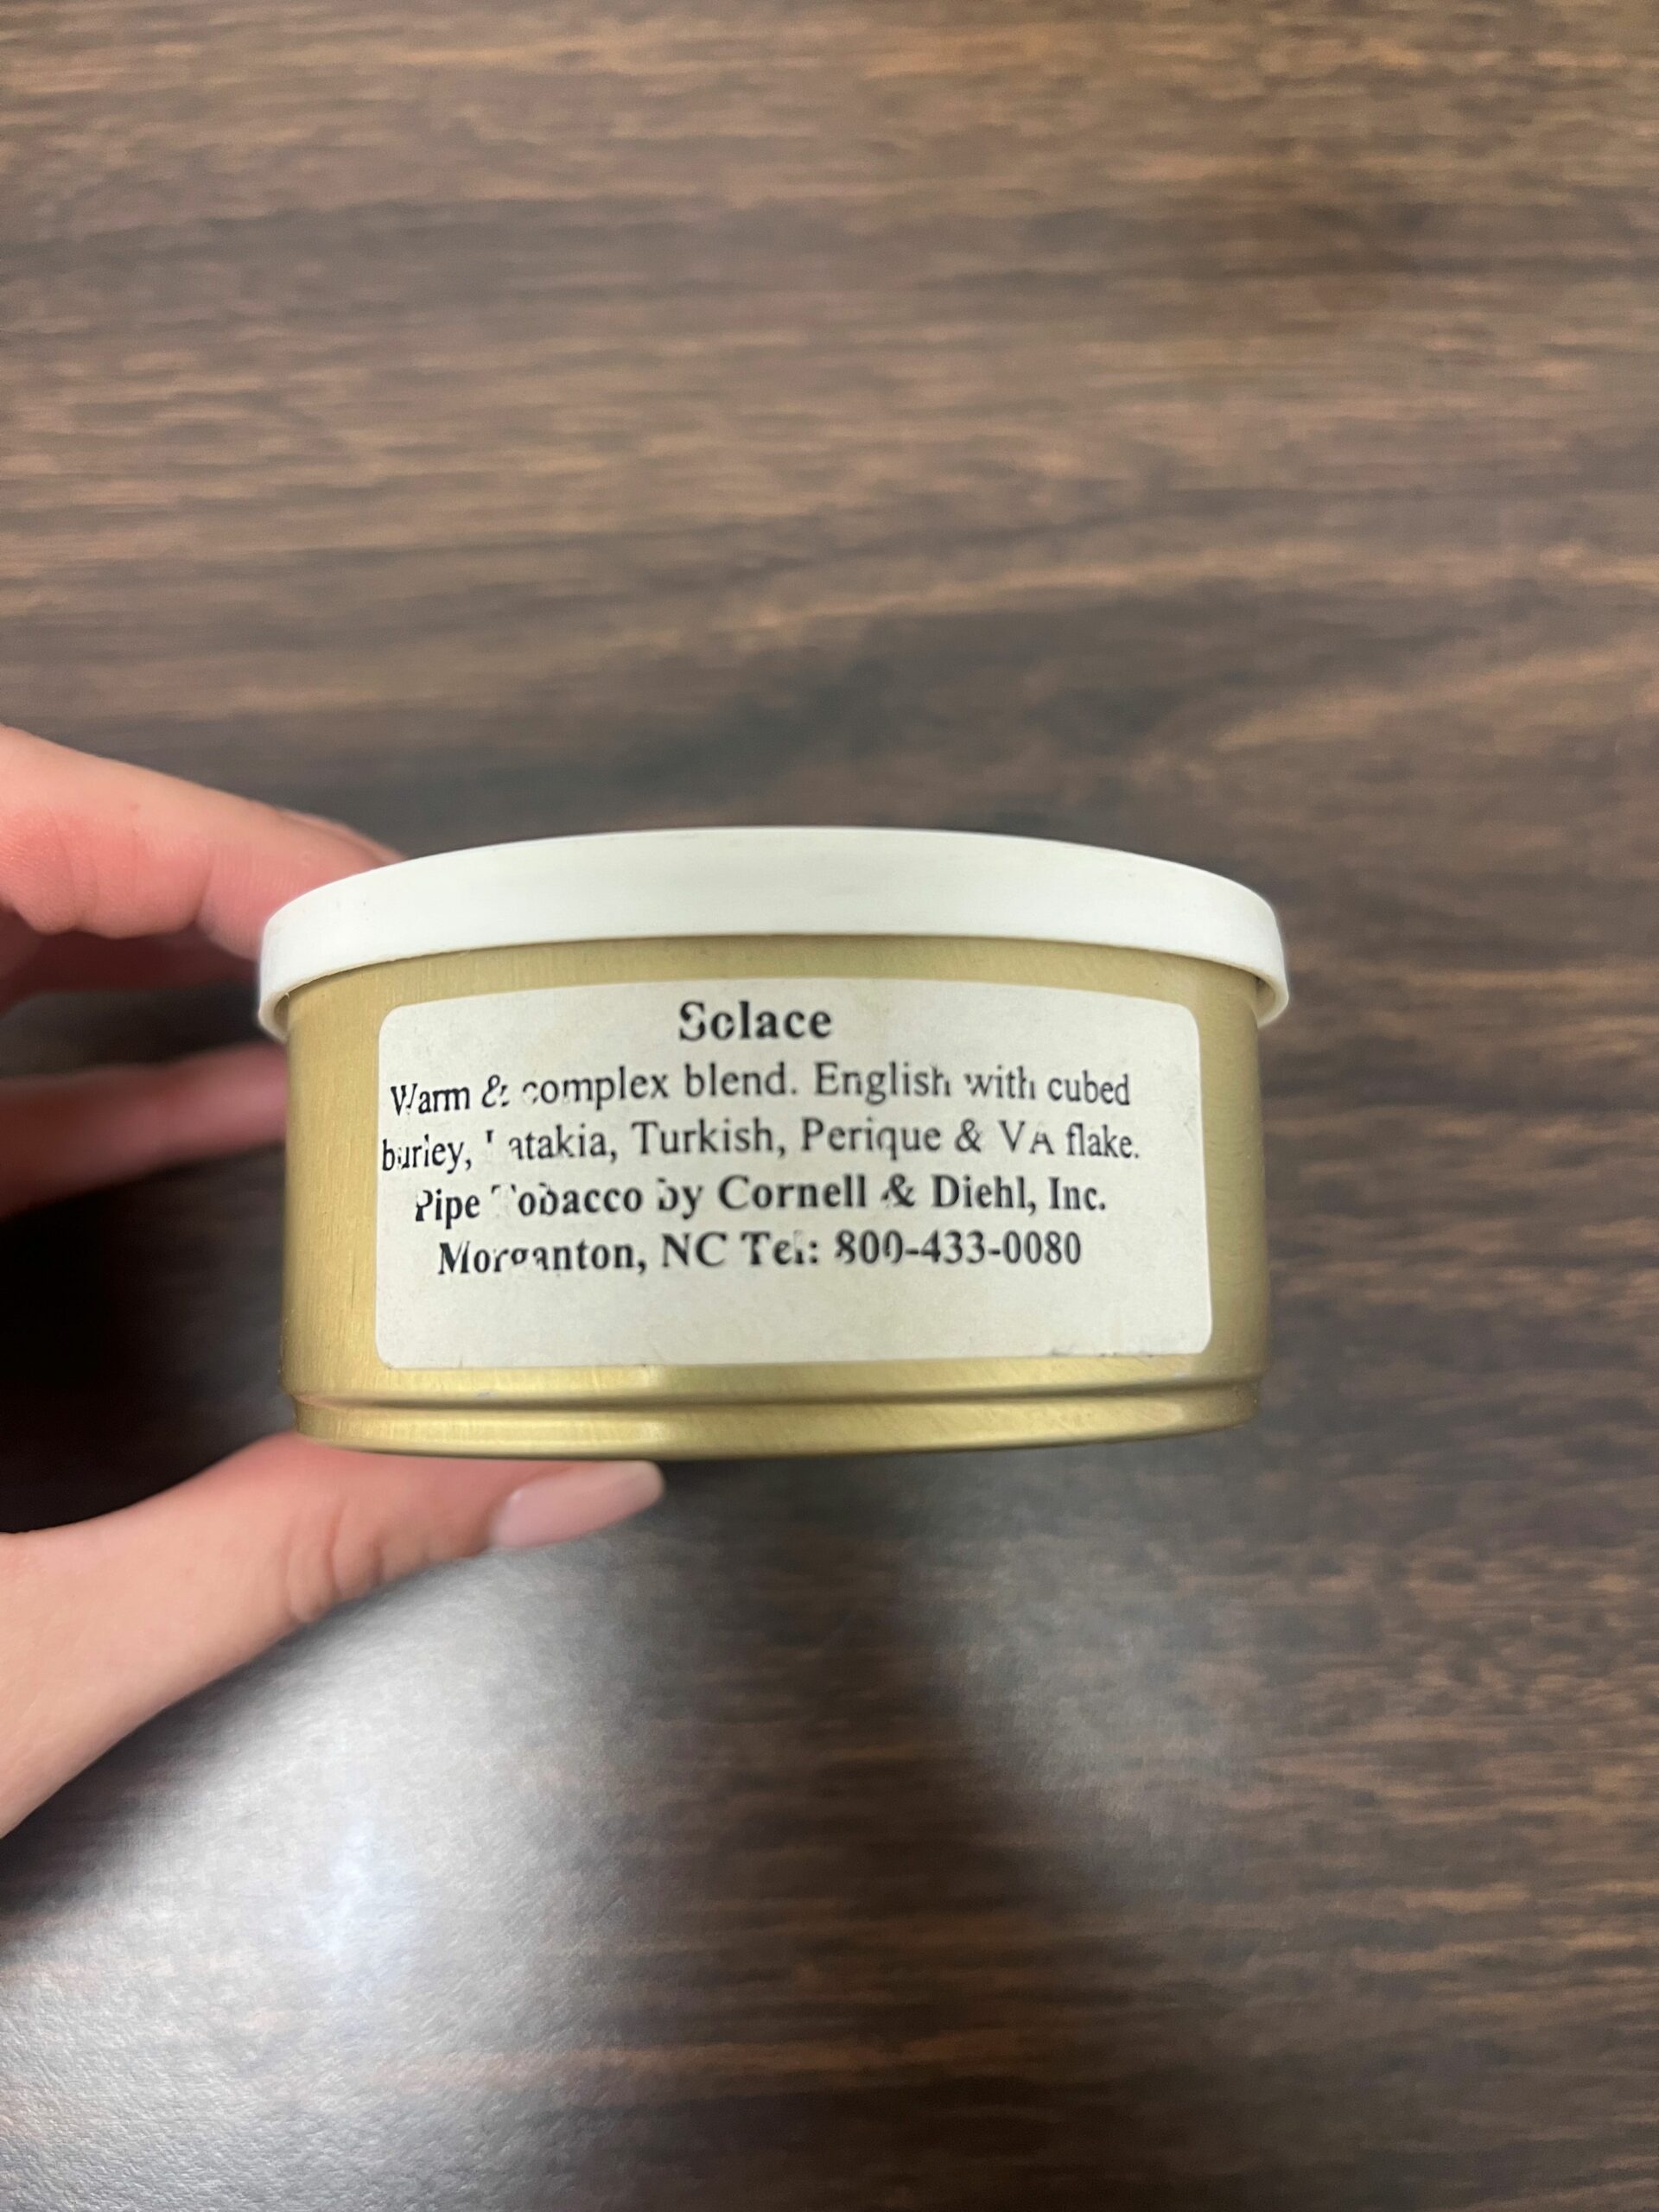 Solace
Warm & complex blend. English with cubed
burley, Latakia, Turkish, Perique & VA flake.
Pipe Tobacco by Cornell & Diehl, Inc.
Morganton, NC Tel: 800-433-0080